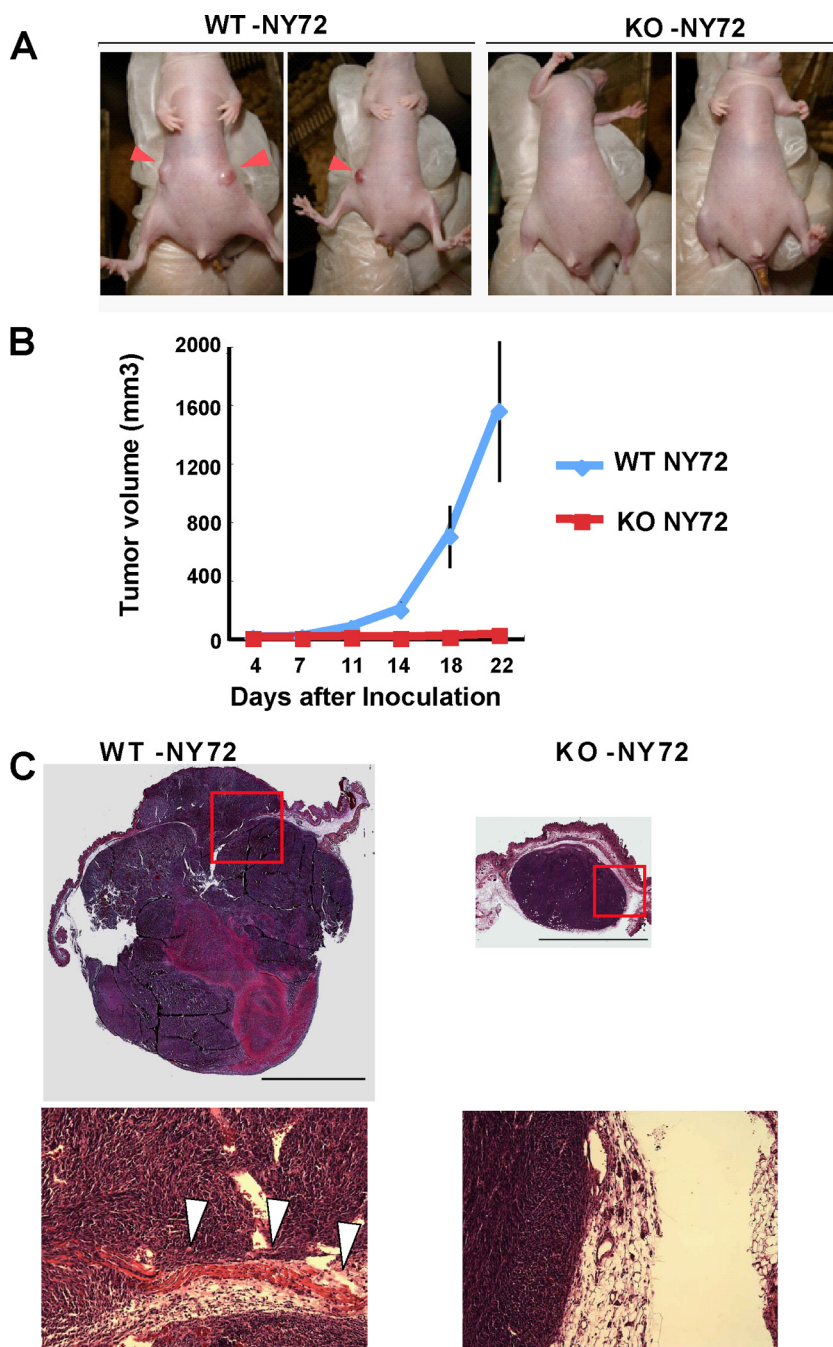 WT -NY72
KO -NY72
A
B
Tumor volume (mm3)
2000
1600
1200
800
400
0
4 7 11 14 18 22
Days after Inoculation
WT NY72
KO NY72
C
WT -NY72
KO -NY72